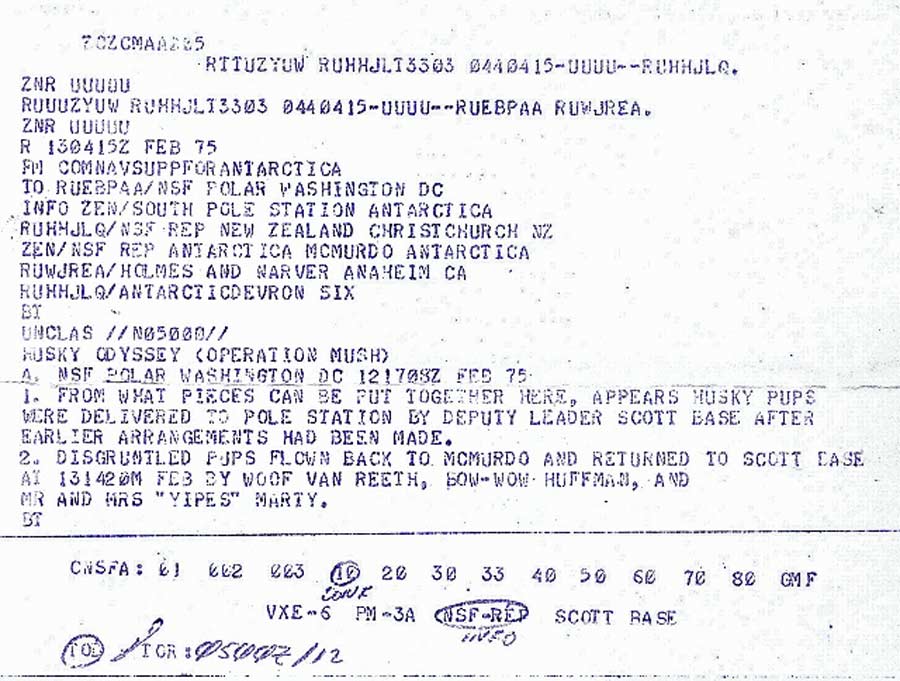 RTTUZYUW RUHHJLT3303 0440415-UUUU--RUHHJLQ.
ZNR UUUUU
RUUUZYUW RUHHJLT3303 0440415-UUUU--RUEBPAA RUWJREA.
ZNR UUUUU
R 130415Z FEB 75
FM COMNAVSUPPFORANTARCTICA
TO RUEBPAA/NSF POLAR WASHINGTON DC
INFO ZEN/SOUTH POLE STATION ANTARCTICA
RUHHJLQ/NSF REP NEW ZEALAND CHRISTCHURCH NZ
ZEN/NSF REP ANTARCTICA MCMURDO ANTARCTICA
RUWJREA/HOLMES AND NARVER ANAHEIM CA
RUHHJLQ/ANTARCTICDEVRON SIX
BT
UNCLAS //N05000//
HUSKY ODYSSEY (OPERATION MUSH)
A. NSF POLAR WASHINGTON DC 121708Z FEB 75
1. FROM WHAT PIECES CAN BE PUT TOGETHER HERE, APPEARS HUSKY PUPS
WERE DELIVERED TO POLE STATION BY DEPUTY LEADER SCOTT BASE AFTER
EARLIER ARRANGEMENTS HAD BEEN MADE.
2. DISGRUNTLED PUPS FLOWN BACK TO MCMURDO AND RETURNED TO SCOTT BASE
AT 131420M FEB BY WOOF VAN REETH, BOW-WOW HUFFMAN, AND
MR AND MRS "YIPES" MARTY.
BT
CNSFA: 01 002 003 10 20 30 33 40 50 60 70 80 GMF
VXE-6 PM-3A NSF-REP SCOTT BASE
INFO
TOD TOR: 0500Z/12